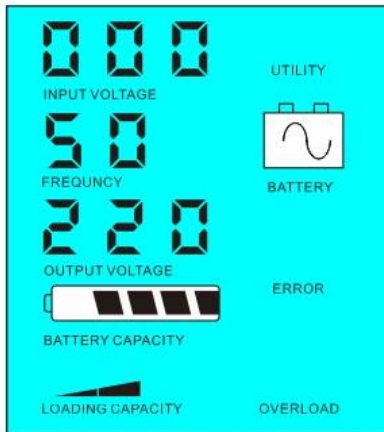 000
UTILITY
INPUT VOLTAGE
50
FREQUNCY
BATTERY
220
OUTPUT VOLTAGE
ERROR
BATTERY CAPACITY
LOADING CAPACITY
OVERLOAD